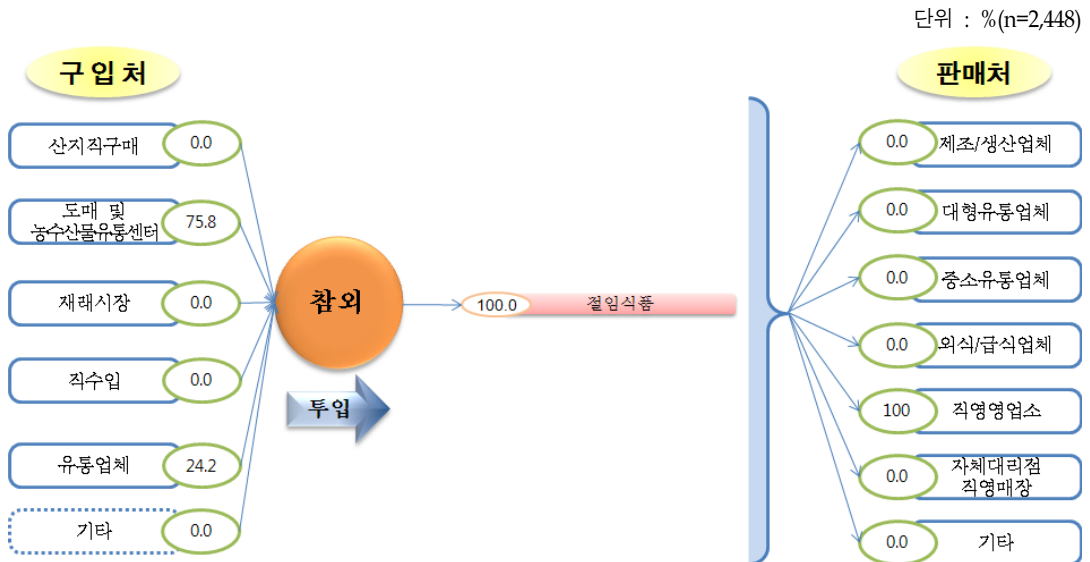 단위 : %(n=2,448)
구입처
판매처
산지직구매
0.0
도매 및
농수산물유통센터
75.8
재래시장
0.0
직수입
0.0
유통업체
24.2
기타
0.0
참외
투입
100.0
절임식품
0.0
제조/생산업체
0.0
대형유통업체
0.0
중소유통업체
0.0
외식/급식업체
100
직영영업소
0.0
자체대리점
직영매장
0.0
기타